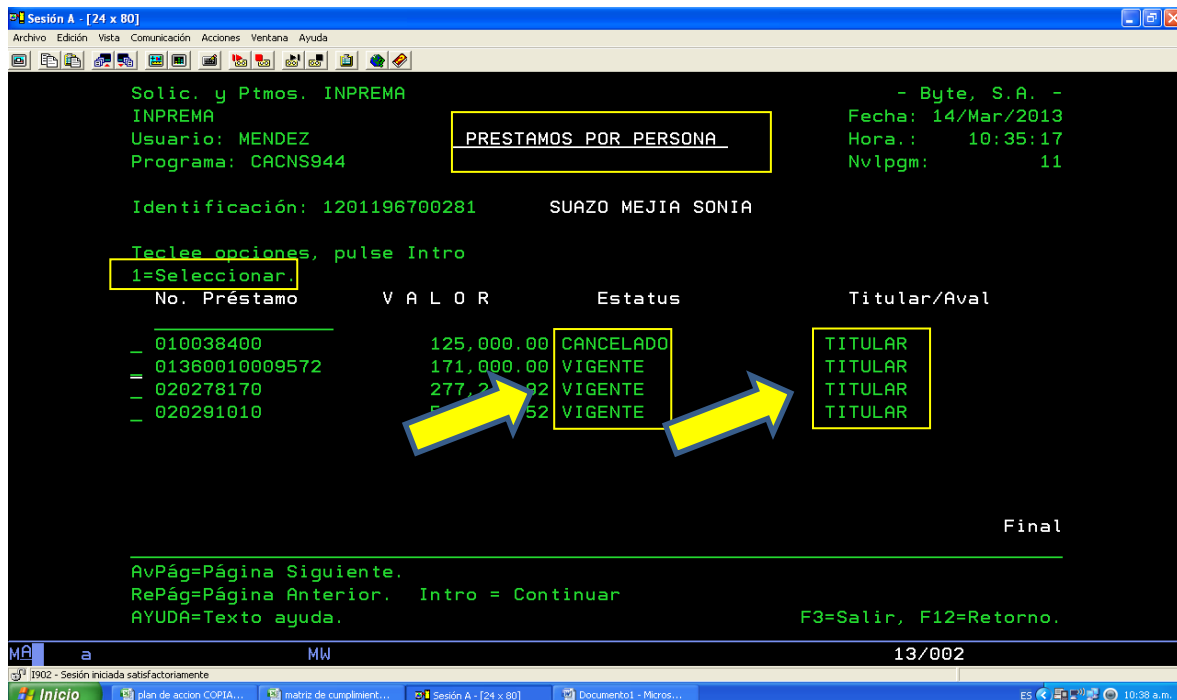 Sesión A - [24 x 80]
Archivo Edición Vista Comunicación Acciones Ventana Ayuda
Solic. y Ptmos. INPREMA - Byte, S.A. -
INPREMA Fecha: 14/Mar/2013
Usuario: MENDEZ PRESTAMOS POR PERSONA Hora.: 10:35:17
Programa: CACNS944 Nvlpgm: 11
Identificación: 1201196700281 SUAZO MEJIA SONIA
Teclee opciones, pulse Intro
1=Seleccionar.
No. Préstamo V A L O R Estatus Titular/Aval
_ 010038400 125,000.00 CANCELADO TITULAR
_ 01360010009572 171,000.00 VIGENTE TITULAR
_ 020278170 VIGENTE TITULAR
_ 020291010 VIGENTE TITULAR
Final
AvPág=Página Siguiente.
RePág=Página Anterior. Intro = Continuar
AYUDA=Texto ayuda. F3=Salir, F12=Retorno.
MA a MW 13/002
I902 - Sesión iniciada satisfactoriamente
Inicio plan de accion COPIA... matriz de cumplimient... Sesión A - [24 x 80] Documento1 - Micros... ES 10:38 a.m.